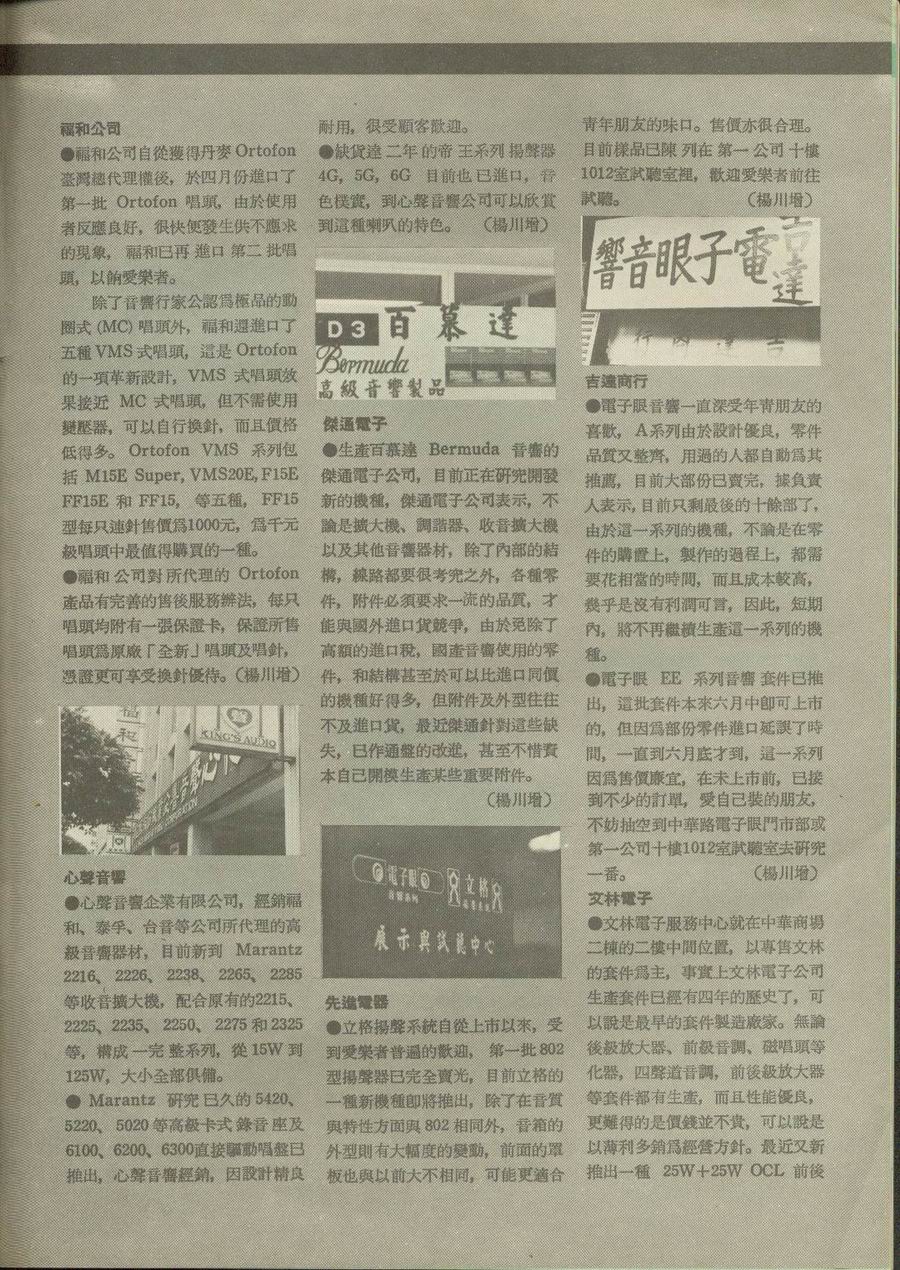 福和公司
●福和公司自從獲得丹麥 Ortofon
臺灣總代理權後，於四月份進口了
第一批 Ortofon 唱頭，由於使用
者反應良好，很快便發生供不應求
的現象，福和已再進口第二批唱
頭，以餉愛樂者。
除了音響行家公認爲極品的動
圈式 (MC) 唱頭外，福和還進口了
五種 VMS 式唱頭，這是 Ortofon
的一項革新設計，VMS 式唱頭效
果接近 MC 式唱頭，但不需使用
變壓器，可以自行換針，而且價格
低得多。Ortofon VMS 系列包
括 M15E Super, VMS20E, F15E
FF15E 和 FF15，等五種，FF15
型每只連針售價爲1000元，爲千元
級唱頭中最值得購買的一種。
●福和公司對所代理的 Ortofon
產品有完善的售後服務辦法，每只
唱頭均附有一張保證卡，保證所售
唱頭爲原廠「全新」唱頭及唱針，
憑證更可享受換針優待。（楊川增）
KING'S AUDIO
心聲音響
●心聲音響企業有限公司，經銷福
和、泰孚、台音等公司所代理的高
級音響器材，目前新到 Marantz
2216、2226、2238、2265、2285
等收音擴大機，配合原有的2215、
2225、2235、2250、2275 和 2325
等，構成一完整系列，從 15W 到
125W，大小全部俱備。
● Marantz 研究已久的 5420、
5220、5020 等高級卡式錄音座及
6100、6200、6300直接驅動唱盤已
推出，心聲音響經銷，因設計精良
耐用，很受顧客歡迎。
●缺貨達二年的帝王系列揚聲器
4G，5G，6G 目前也已進口，音
色樸實，到心聲音響公司可以欣賞
到這種喇叭的特色。（楊川增）
D3 百慕達
Bermuda
高級音響製品
傑通電子
●生產百慕達 Bermuda 音響的
傑通電子公司，目前正在研究開發
新的機種，傑通電子公司表示，不
論是擴大機、調諧器、收音擴大機
以及其他音響器材，除了內部的結
構，線路都要很考究之外，各種零
件，附件必須要求一流的品質，才
能與國外進口貨競爭，由於免除了
高額的進口稅，國產音響使用的零
件，和結構甚至於可以比進口同價
的機種好得多，但附件及外型往往
不及進口貨，最近傑通針對這些缺
失，已作通盤的改進，甚至不惜資
本自己開模生產某些重要附件。
（楊川增）
電子眼
立格
展示與試聽中心
先進電器
●立格揚聲系統自從上市以來，受
到愛樂者普遍的歡迎，第一批 802
型揚聲器已完全賣光，目前立格的
一種新機種即將推出，除了在音質
與特性方面與 802 相同外，音箱的
外型則有大幅度的變動，前面的罩
板也與以前大不相同，可能更適合
青年朋友的味口。售價亦很合理。
目前樣品已陳列在第一公司十樓
1012室試聽室裡，歡迎愛樂者前往
試聽。（楊川增）
響音眼子電
吉達
吉達商行
●電子眼音響一直深受年青朋友的
喜歡，A系列由於設計優良，零件
品質又整齊，用過的人都自動爲其
推薦，目前大部份已賣完，據負責
人表示，目前只剩最後的十餘部了，
由於這一系列的機種，不論是在零
件的購置上，製作的過程上，都需
要花相當的時間，而且成本較高，
幾乎是沒有利潤可言，因此，短期
內，將不再繼續生產這一系列的機
種。
●電子眼 EE 系列音響套件已推
出，這批套件本來六月中即可上市
的，但因爲部份零件進口延誤了時
間，一直到六月底才到，這一系列
因爲售價廉宜，在未上市前，已接
到不少的訂單，愛自己裝的朋友，
不妨抽空到中華路電子眼門市部或
第一公司十樓1012室試聽室去研究
一番。（楊川增）
文林電子
●文林電子服務中心就在中華商場
二棟的二樓中間位置，以專售文林
的套件爲主，事實上文林電子公司
生產套件已經有四年的歷史了，可
以說是最早的套件製造廠家。無論
後級放大器、前級音調、磁唱頭等
化器，四聲道音調，前後級放大器
等套件都有生產，而且性能優良，
更難得的是價錢並不貴，可以說是
以薄利多銷爲經營方針。最近又新
推出一種 25W＋25W OCL 前後